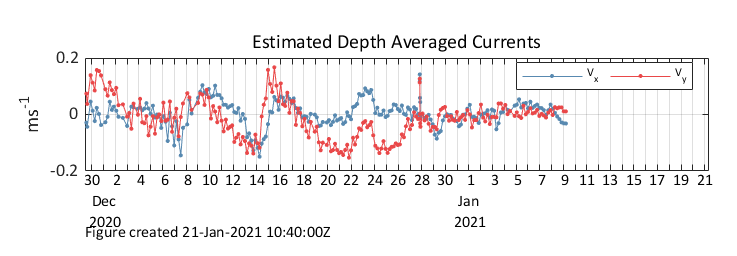 Estimated Depth Averaged Currents
0.2
0
-0.2
ms-1
Vx Vy
30 2 4 6 8 10 12 14 16 18 20 22 24 26 28 30 1 3 5 7 9 11 13 15 17 19 21
Dec Jan
2020 2021
Figure created 21-Jan-2021 10:40:00Z